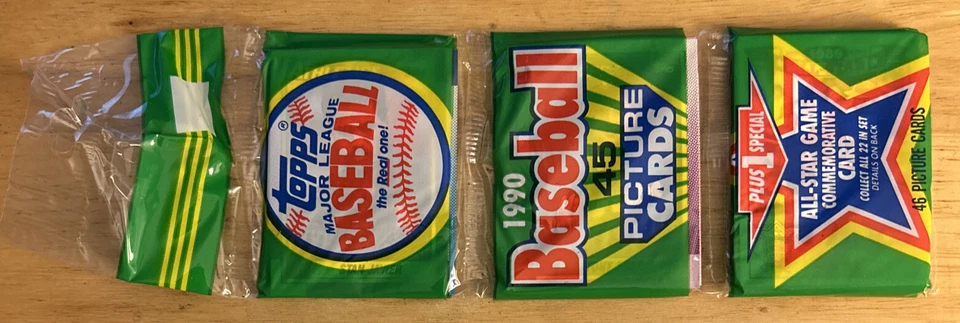 topps®
MAJOR LEAGUE
BASEBALL
the Real one!
1990
Baseball
45
PICTURE
CARDS
PLUS 1 SPECIAL
ALL-STAR GAME
COMMEMORATIVE
CARD
COLLECT ALL 22 IN SET
DETAILS ON BACK
46 PICTURE CARDS